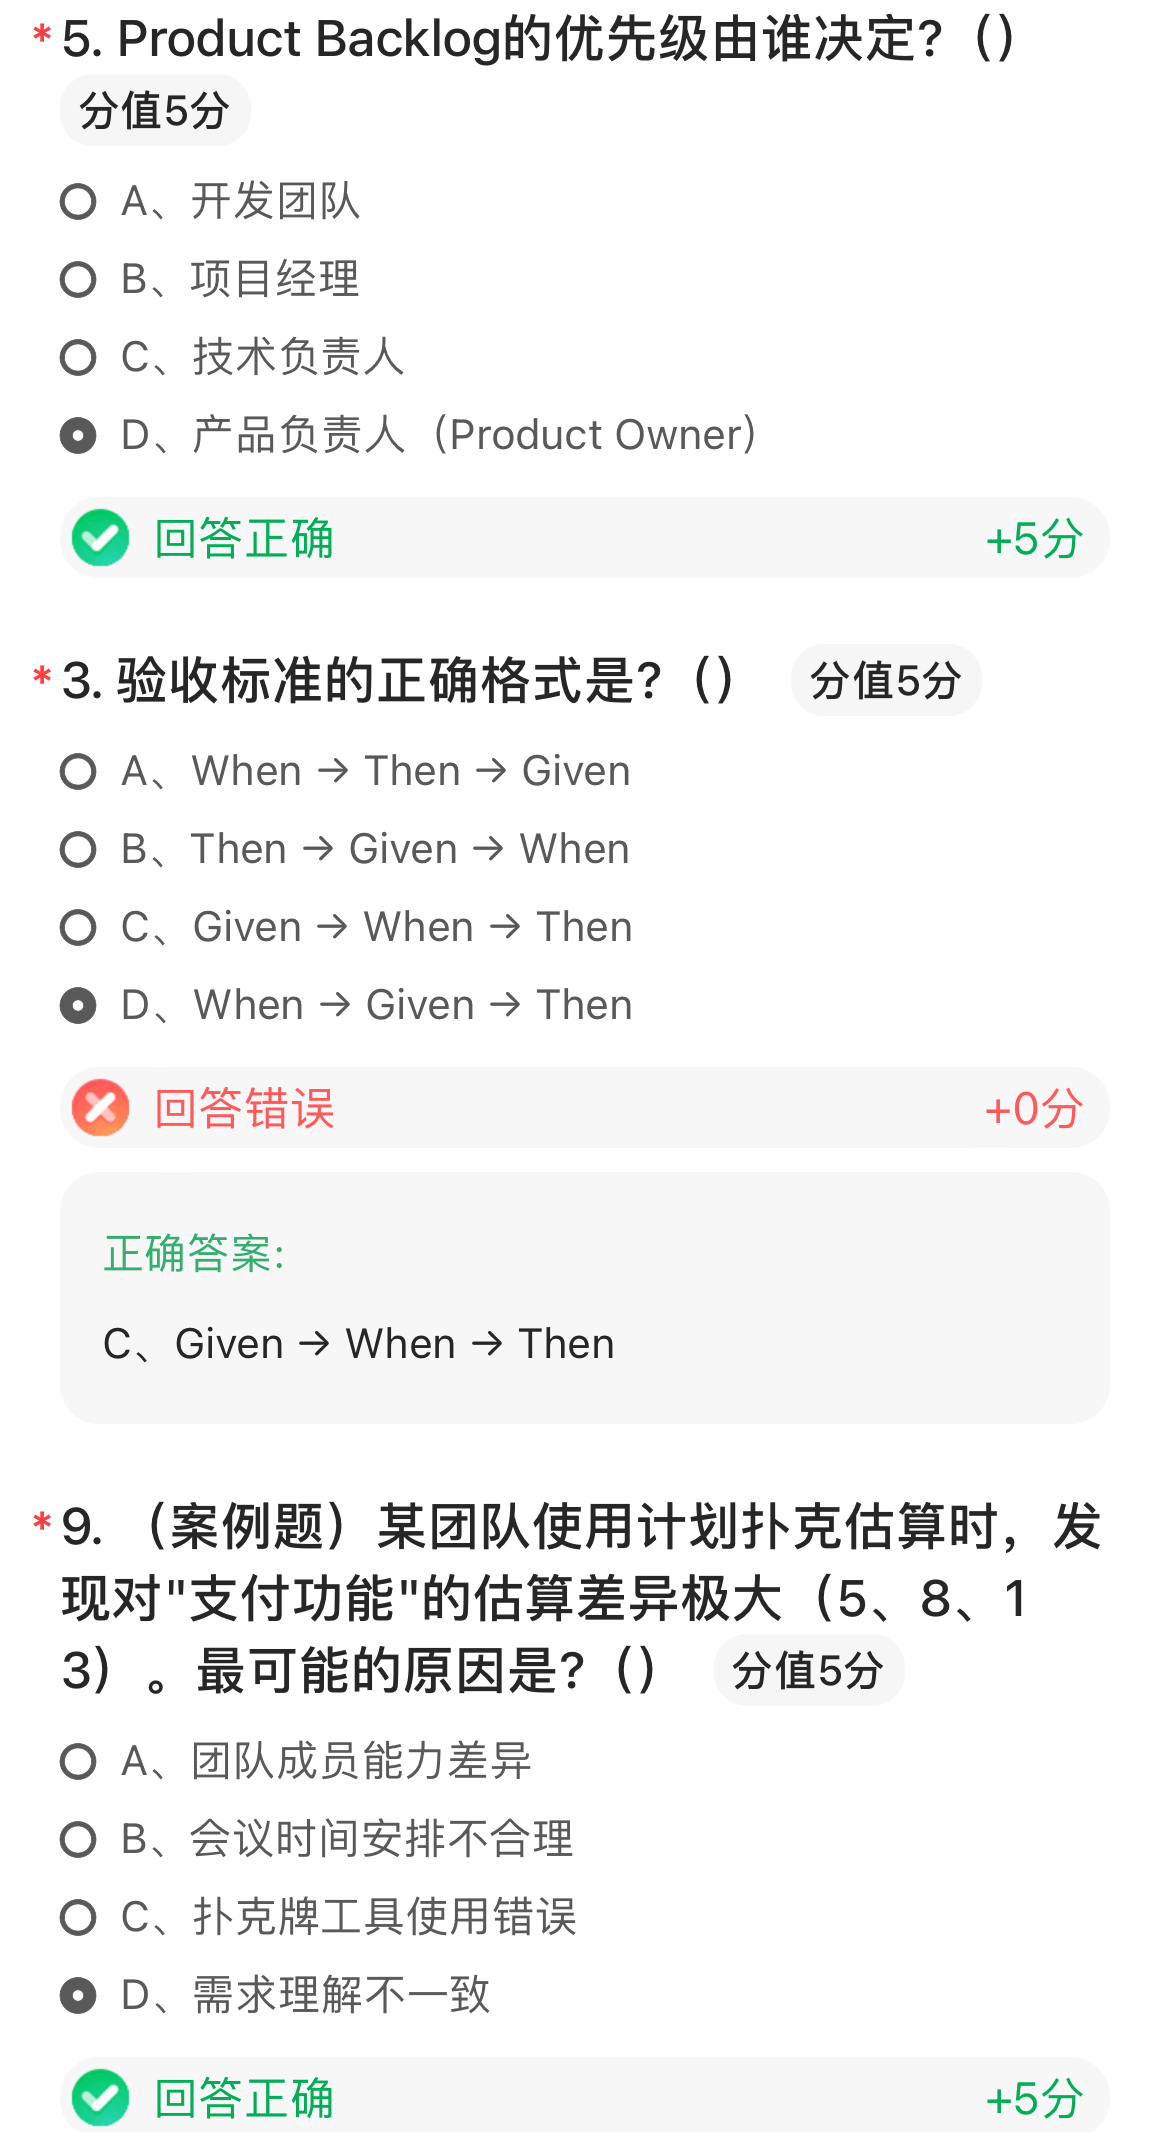 *5. Product Backlog的优先级由谁决定?（）
分值5分
A、开发团队
B、项目经理
C、技术负责人
D、产品负责人（Product Owner）
回答正确 +5分
*3. 验收标准的正确格式是?（） 分值5分
A、When → Then → Given
B、Then → Given → When
C、Given → When → Then
D、When → Given → Then
回答错误 +0分
正确答案:
C、Given → When → Then
*9. （案例题）某团队使用计划扑克估算时，发
现对"支付功能"的估算差异极大（5、8、1
3）。最可能的原因是?（） 分值5分
A、团队成员能力差异
B、会议时间安排不合理
C、扑克牌工具使用错误
D、需求理解不一致
回答正确 +5分